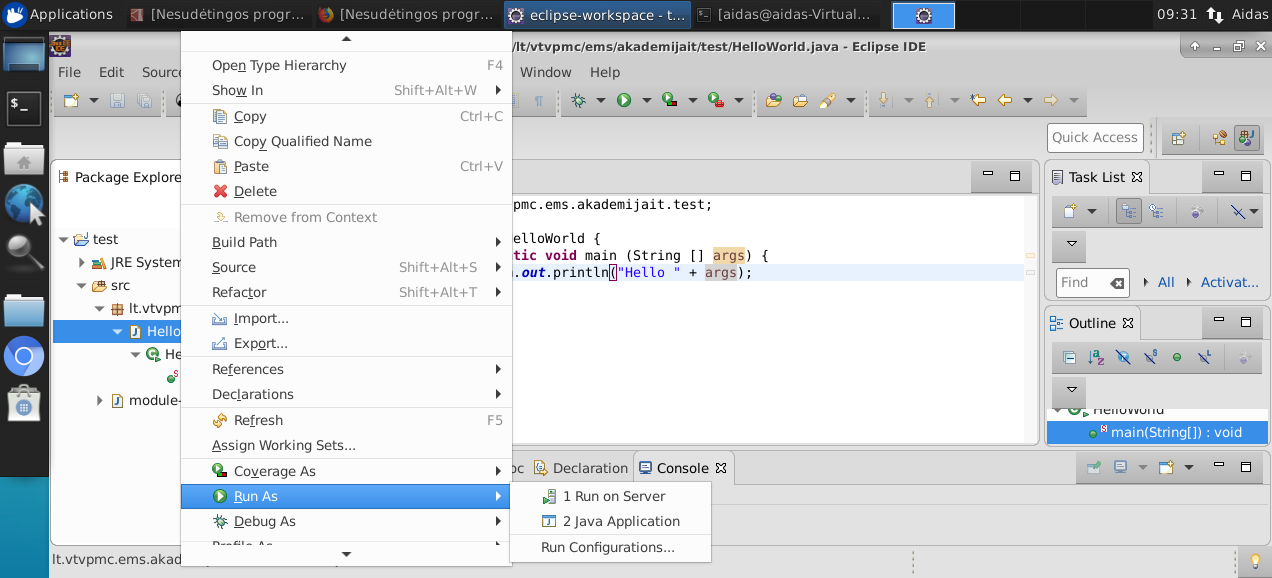 Applications
[Nesudėtingos progr...
[Nesudėtingos progr...
eclipse-workspace - t...
[aidas@aidas-Virtual...
09:31
Aidas
/lt/vtvpmc/ems/akademijait/test/HelloWorld.java - Eclipse IDE
File Edit Sourc
Window Help
Quick Access
Package Explore
test
JRE System
src
lt.vtvpm
Hello
He
S
module-
Open Type Hierarchy F4
Show In Shift+Alt+W
Copy Ctrl+C
Copy Qualified Name
Paste Ctrl+V
Delete
Remove from Context
Build Path
Source Shift+Alt+S
Refactor Shift+Alt+T
Import...
Export...
References
Declarations
Refresh F5
Assign Working Sets...
Coverage As
Run As
Debug As
Profile As
1 Run on Server
2 Java Application
Run Configurations...
pmc.ems.akademijait.test;
elloWorld {
tic void main (String [] args) {
.out.println("Hello " + args);
oc
Declaration
Console
Task List
Find
All
Activat...
Outline
HelloWorld
main(String[]) : void
lt.vtvpmc.ems.akad